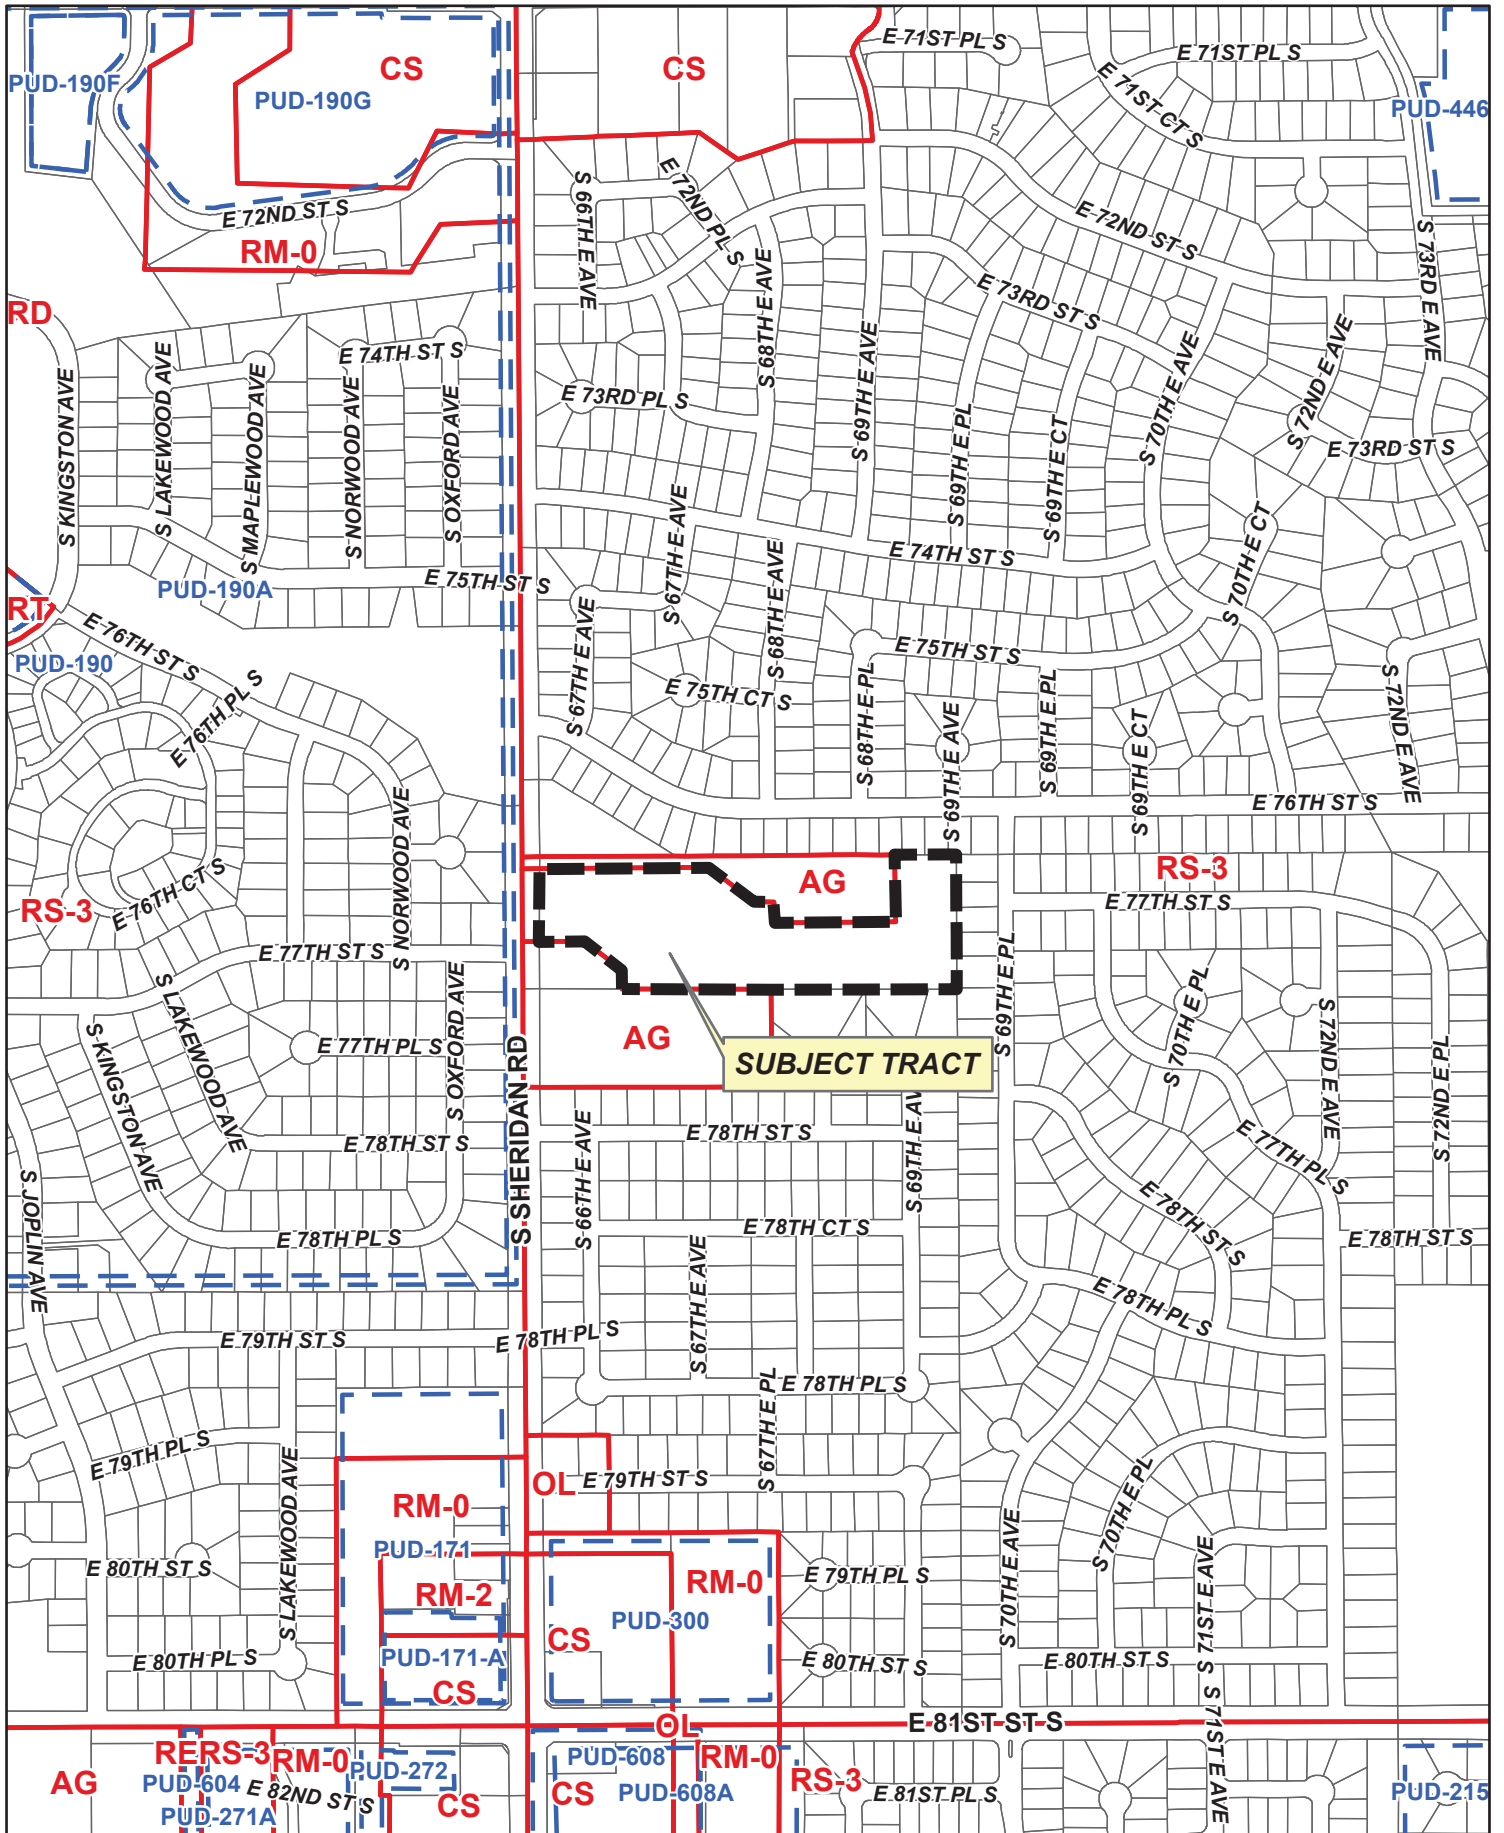 CS
CS
E 71ST PL S
E 71ST PL S
PUD-190F
PUD-190G
E 71ST CT S
PUD-446
E 72ND ST S
RM-0
S 66TH E AVE
E 72ND PL S
E 72ND ST S
S 73RD E AVE
RD
S 68TH E AVE
E 73RD ST S
S 69TH E AVE
S 70TH E AVE
S 72ND E AVE
E 74TH ST S
S KINGSTON AVE
S LAKEWOOD AVE
S MAPLEWOOD AVE
S NORWOOD AVE
S OXFORD AVE
E 73RD PL S
S 69TH E PL
S 69TH E CT
E 73RD ST S
S 67TH E AVE
E 74TH ST S
S 70TH E CT
RT
PUD-190A
E 75TH ST S
S 67TH E AVE
S 68TH E AVE
E 75TH ST S
E 76TH ST S
PUD-190
E 76TH PL S
E 75TH CT S
S 68TH E PL
S 69TH E AVE
S 69TH E PL
S 69TH E CT
S 72ND E AVE
E 76TH ST S
S NORWOOD AVE
AG
RS-3
RS-3
E 76TH CT S
E 77TH ST S
E 77TH ST S
S LAKEWOOD AVE
S OXFORD AVE
S KINGSTON AVE
E 77TH PL S
S SHERIDAN RD
AG
SUBJECT TRACT
S 69TH E PL
S 70TH E PL
S 72ND E AVE
S 72ND E PL
E 78TH ST S
E 78TH ST S
S 66TH E AVE
S 69TH E AV
E 77TH PL S
S JOPLIN AVE
E 78TH PL S
E 78TH CT S
E 78TH ST S
E 78TH ST S
S 67TH E AVE
E 78TH PL S
E 79TH ST S
E 78TH PL S
E 78TH PL S
S 67TH E PL
E 79TH PL S
S LAKEWOOD AVE
OL
E 79TH ST S
RM-0
PUD-171
S 70TH E AVE
S 70TH E PL
S 71ST E AVE
E 80TH ST S
RM-2
RM-0
E 79TH PL S
PUD-300
CS
PUD-171-A
CS
E 80TH PL S
E 80TH ST S
E 80TH ST S
OL
E 81ST ST S
S 71ST E AVE
AG
RE
RS-3
RM-0
PUD-604
PUD-271A
E 82ND ST S
PUD-272
CS
PUD-608
CS
PUD-608A
RM-0
RS-3
E 81ST PL S
PUD-215